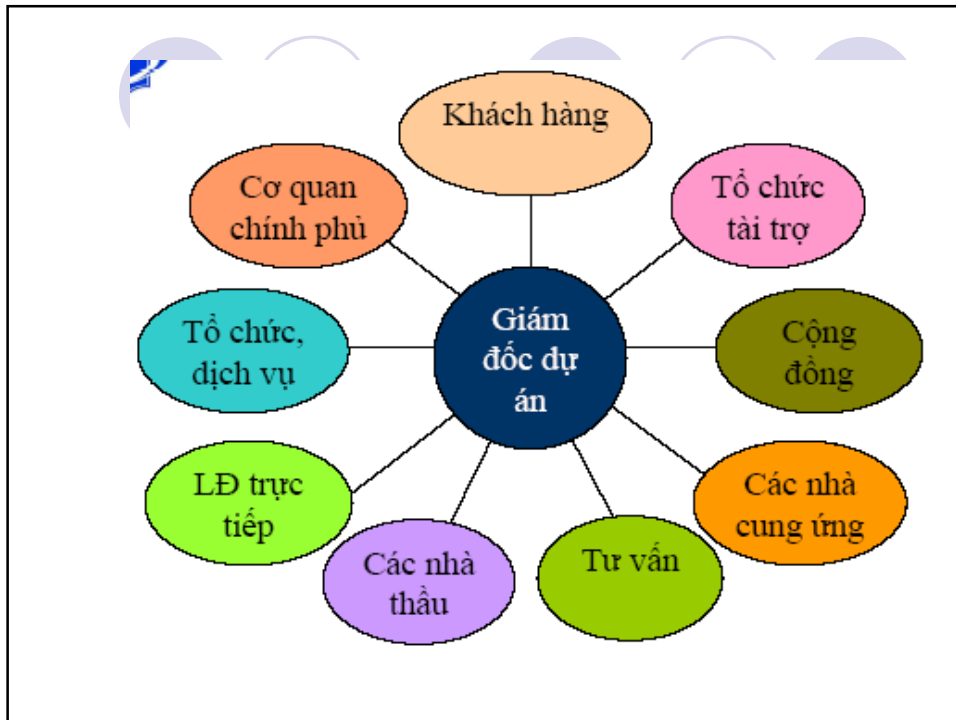 Khách hàng
Cơ quan
chính phủ
Tổ chức
tài trợ
Giám
đốc dự
án
Tổ chức,
dịch vụ
Cộng
đồng
LĐ trực
tiếp
Các nhà
cung ứng
Các nhà
thầu
Tư vấn